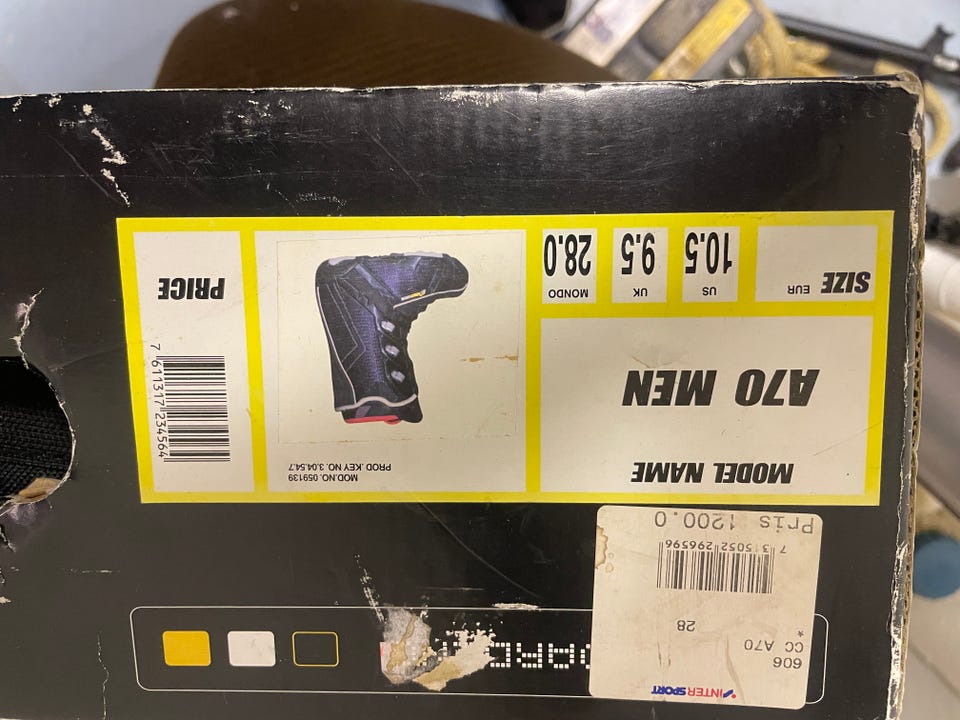 INTERSPORT
606
CC A70
*
28
7 315052 296596
Pris 1200.0
MODEL NAME
A70 MEN
SIZE
EUR
US
10.5
UK
9.5
MONDO
28.0
MOD.NO. 059139
PROD .KEY NO. 3.04.54.7
7 611317 234564
PRICE